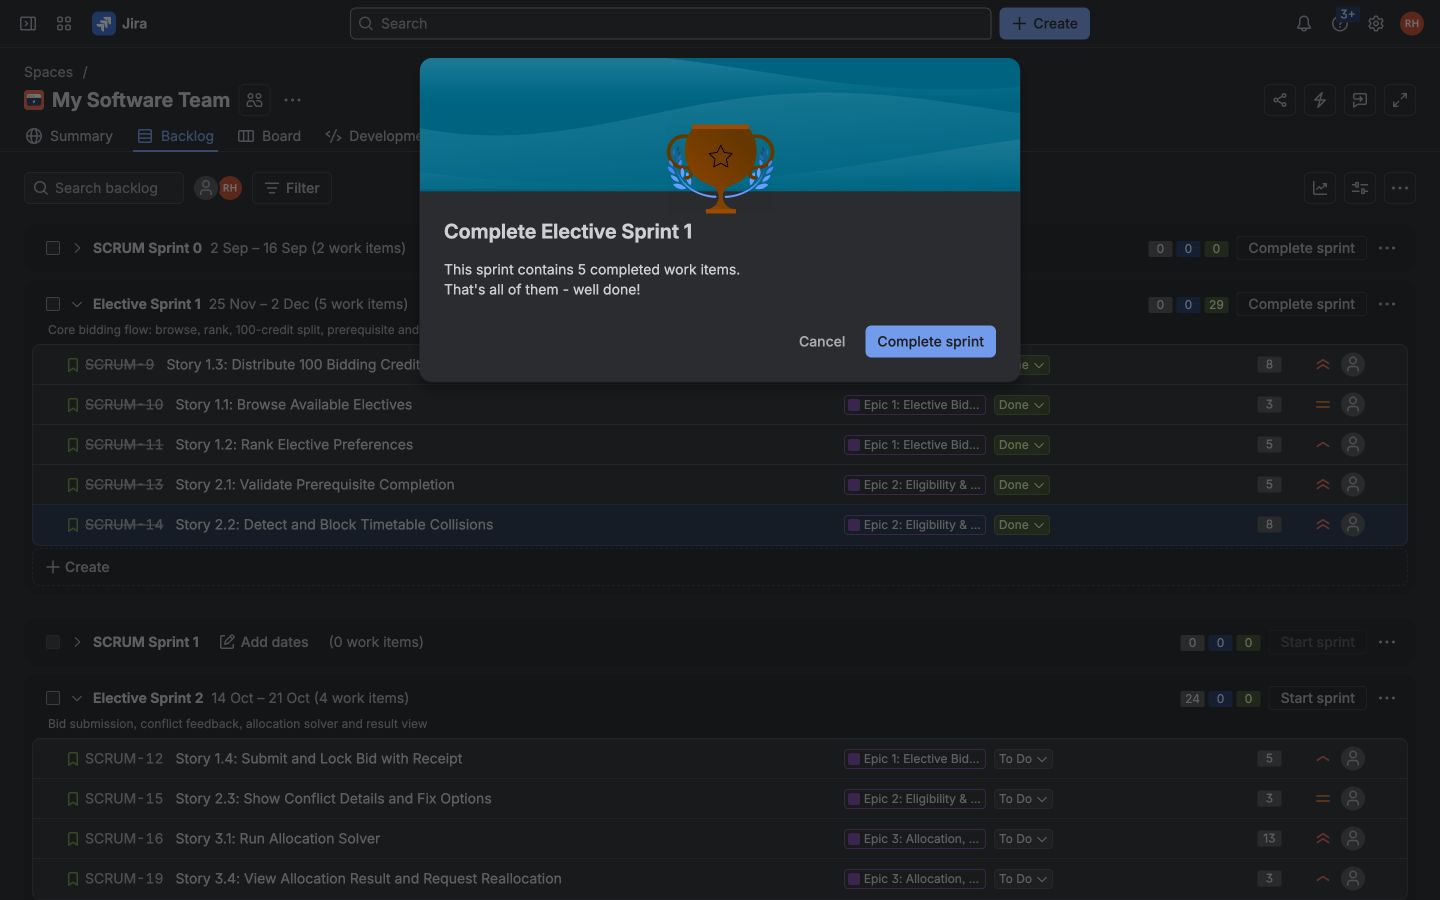 Jira
Search
Create
3+
RH
Spaces /
My Software Team
Summary
Backlog
Board
Developme
Search backlog
RH
Filter
SCRUM Sprint 0 2 Sep – 16 Sep (2 work items)
0 0 0 Complete sprint
Elective Sprint 1 25 Nov – 2 Dec (5 work items)
0 0 29 Complete sprint
Core bidding flow: browse, rank, 100-credit split, prerequisite and
Complete Elective Sprint 1
This sprint contains 5 completed work items.
That's all of them - well done!
Cancel
Complete sprint
SCRUM-9 Story 1.3: Distribute 100 Bidding Credit ne 8
SCRUM-10 Story 1.1: Browse Available Electives Epic 1: Elective Bid... Done 3
SCRUM-11 Story 1.2: Rank Elective Preferences Epic 1: Elective Bid... Done 5
SCRUM-13 Story 2.1: Validate Prerequisite Completion Epic 2: Eligibility & ... Done 5
SCRUM-14 Story 2.2: Detect and Block Timetable Collisions Epic 2: Eligibility & ... Done 8
Create
SCRUM Sprint 1 Add dates (0 work items) 0 0 0 Start sprint
Elective Sprint 2 14 Oct – 21 Oct (4 work items) 24 0 0 Start sprint
Bid submission, conflict feedback, allocation solver and result view
SCRUM-12 Story 1.4: Submit and Lock Bid with Receipt Epic 1: Elective Bid... To Do 5
SCRUM-15 Story 2.3: Show Conflict Details and Fix Options Epic 2: Eligibility & ... To Do 3
SCRUM-16 Story 3.1: Run Allocation Solver Epic 3: Allocation, ... To Do 13
SCRUM-19 Story 3.4: View Allocation Result and Request Reallocation Epic 3: Allocation, ... To Do 3